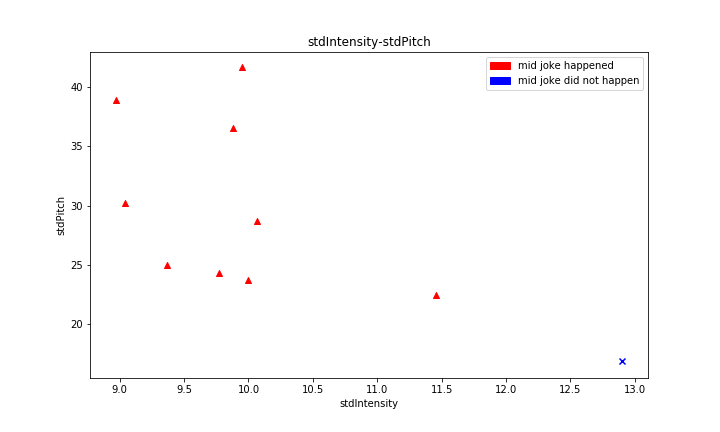 stdIntensity-stdPitch
mid joke happened
mid joke did not happen
stdPitch
40
35
30
25
20
9.0 9.5 10.0 10.5 11.0 11.5 12.0 12.5 13.0
stdIntensity